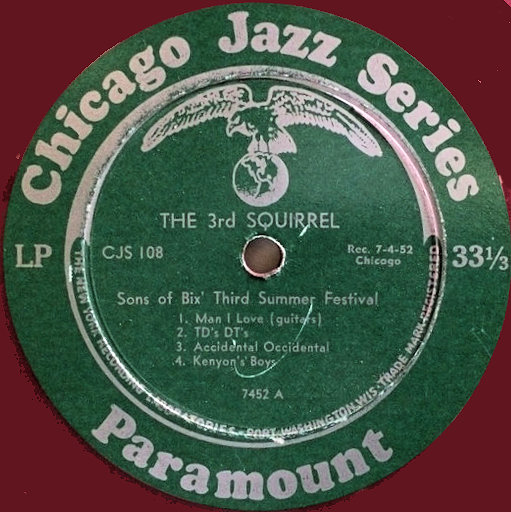 Chicago Jazz Series
THE 3rd SQUIRREL
LP
CJS 108
Rec. 7-4-52
Chicago
33⅓
Sons of Bix' Third Summer Festival
1. Man I Love (guitars)
2. TD's DT's
3. Accidental Occidental
4. Kenyon's Boys
7452 A
THE NEW YORK RECORDING LABORATORIES - PORT WASHINGTON, WIS. TRADE MARK REGISTERED
Paramount